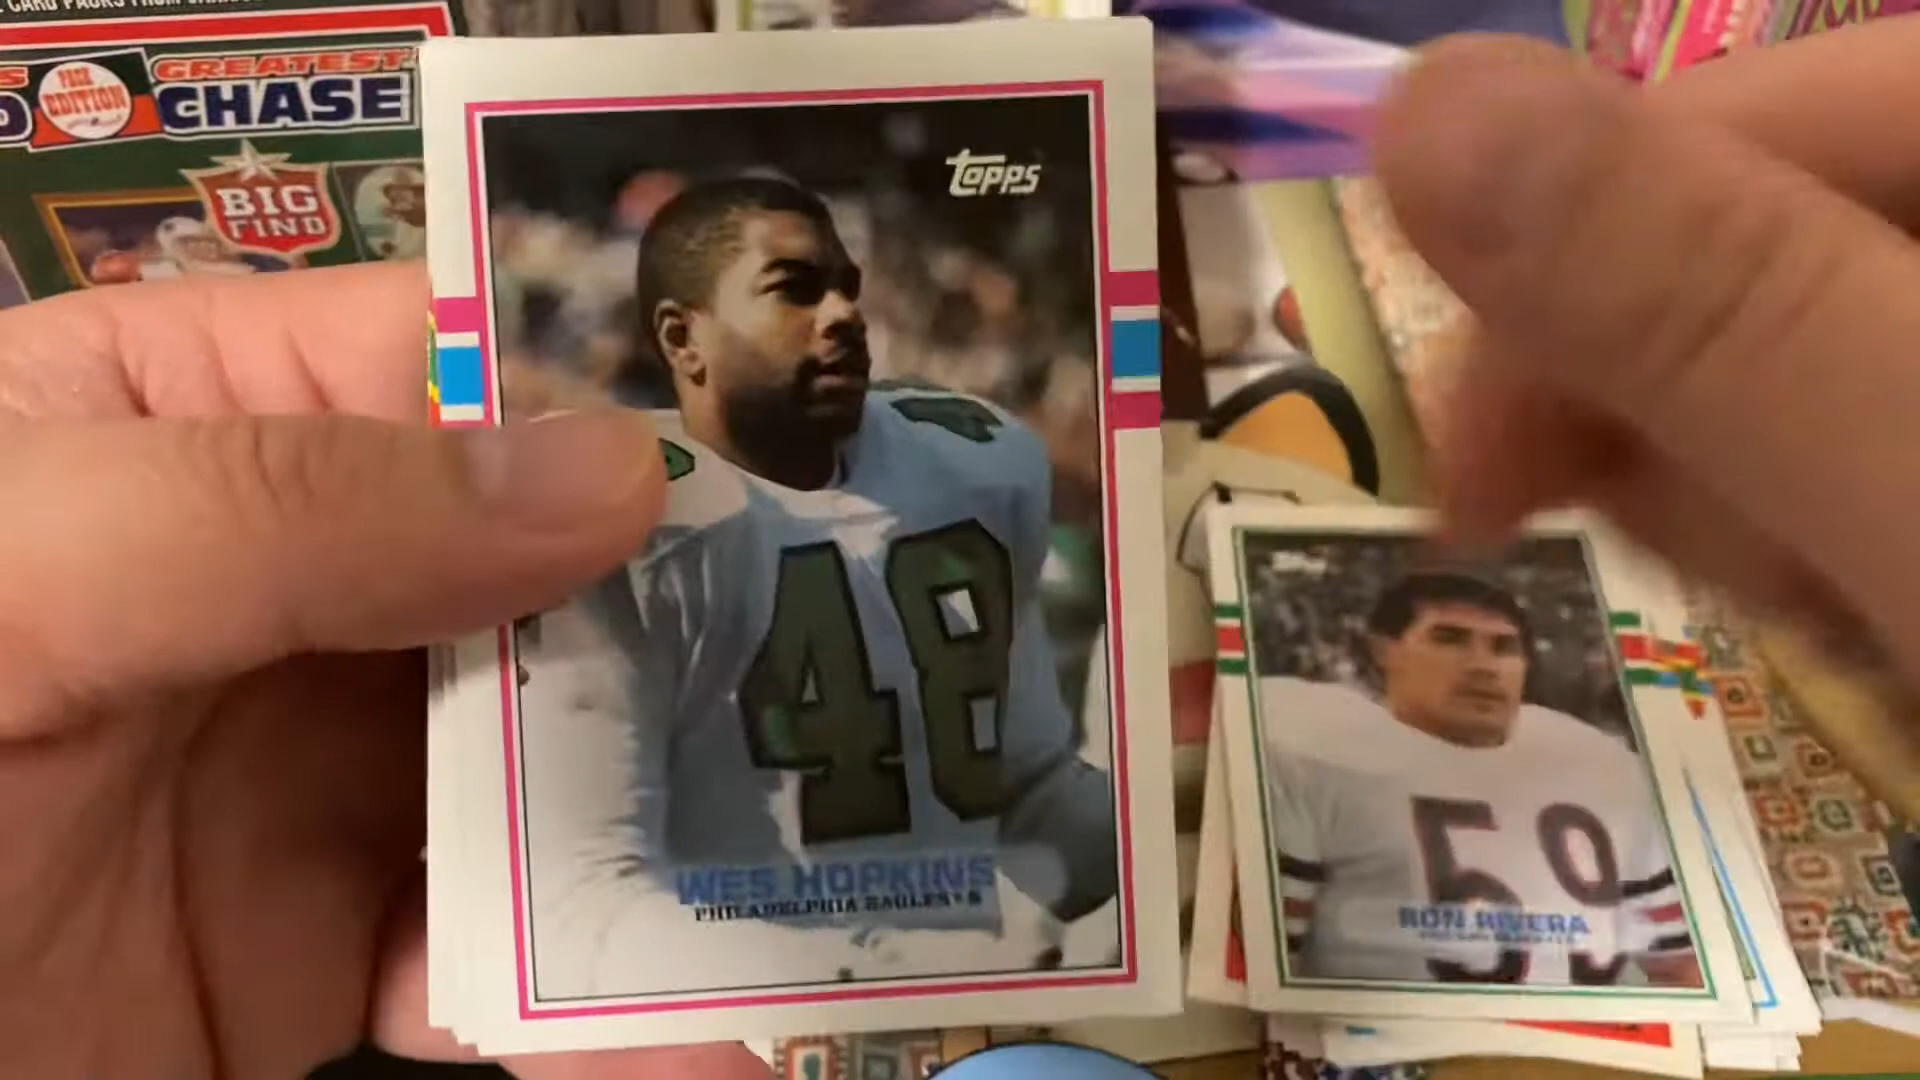 GREATEST
CHASE
PACK
EDITION
BIG
FIND
topps
48
WES HOPKINS
PHILADELPHIA EAGLES • S
59
RON RIVERA